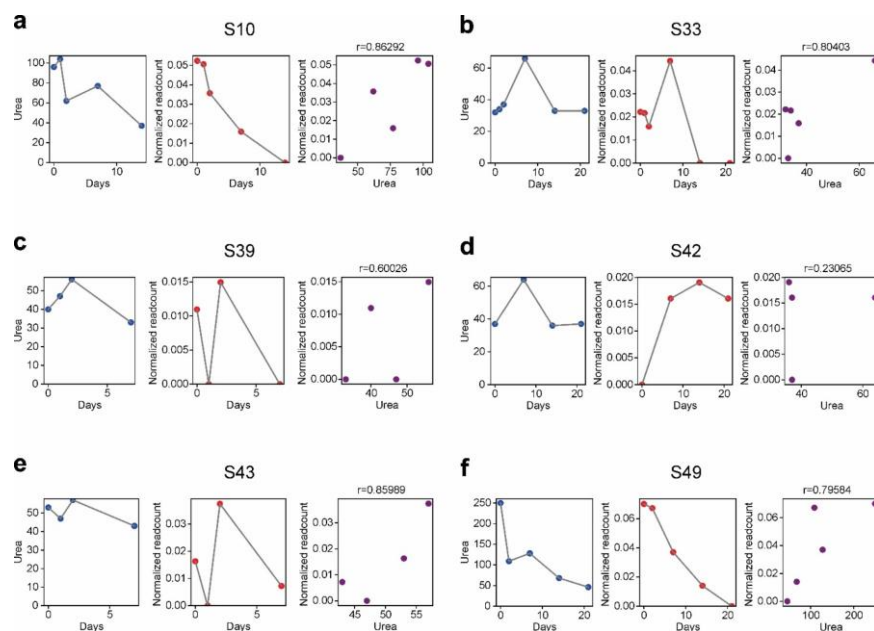 a
S10
r=0.86292
Urea
100
80
60
40
20
0
0
10
Days
Normalized readcount
0.05
0.04
0.03
0.02
0.01
0.00
0
10
Days
Normalized readcount
0.05
0.04
0.03
0.02
0.01
0.00
50
75
100
Urea
b
S33
r=0.80403
Urea
60
40
20
0
0
10
20
Days
Normalized readcount
0.04
0.03
0.02
0.01
0.00
0
10
20
Days
Normalized readcount
0.04
0.03
0.02
0.01
0.00
40
60
Urea
c
S39
r=0.60026
Urea
50
40
30
20
10
0
0
5
Days
Normalized readcount
0.015
0.010
0.005
0.000
0
5
Days
Normalized readcount
0.015
0.010
0.005
0.000
40
50
Urea
d
S42
r=0.23065
Urea
60
40
20
0
0
10
20
Days
Normalized readcount
0.020
0.015
0.010
0.005
0.000
0
10
20
Days
Normalized readcount
0.020
0.015
0.010
0.005
0.000
40
60
Urea
e
S43
r=0.85989
Urea
50
40
30
20
10
0
0
5
Days
Normalized readcount
0.03
0.02
0.01
0.00
0
5
Days
Normalized readcount
0.03
0.02
0.01
0.00
45
50
55
Urea
f
S49
r=0.79584
Urea
250
200
150
100
50
0
0
10
20
Days
Normalized readcount
0.06
0.04
0.02
0.00
0
10
20
Days
Normalized readcount
0.06
0.04
0.02
0.00
100
200
Urea